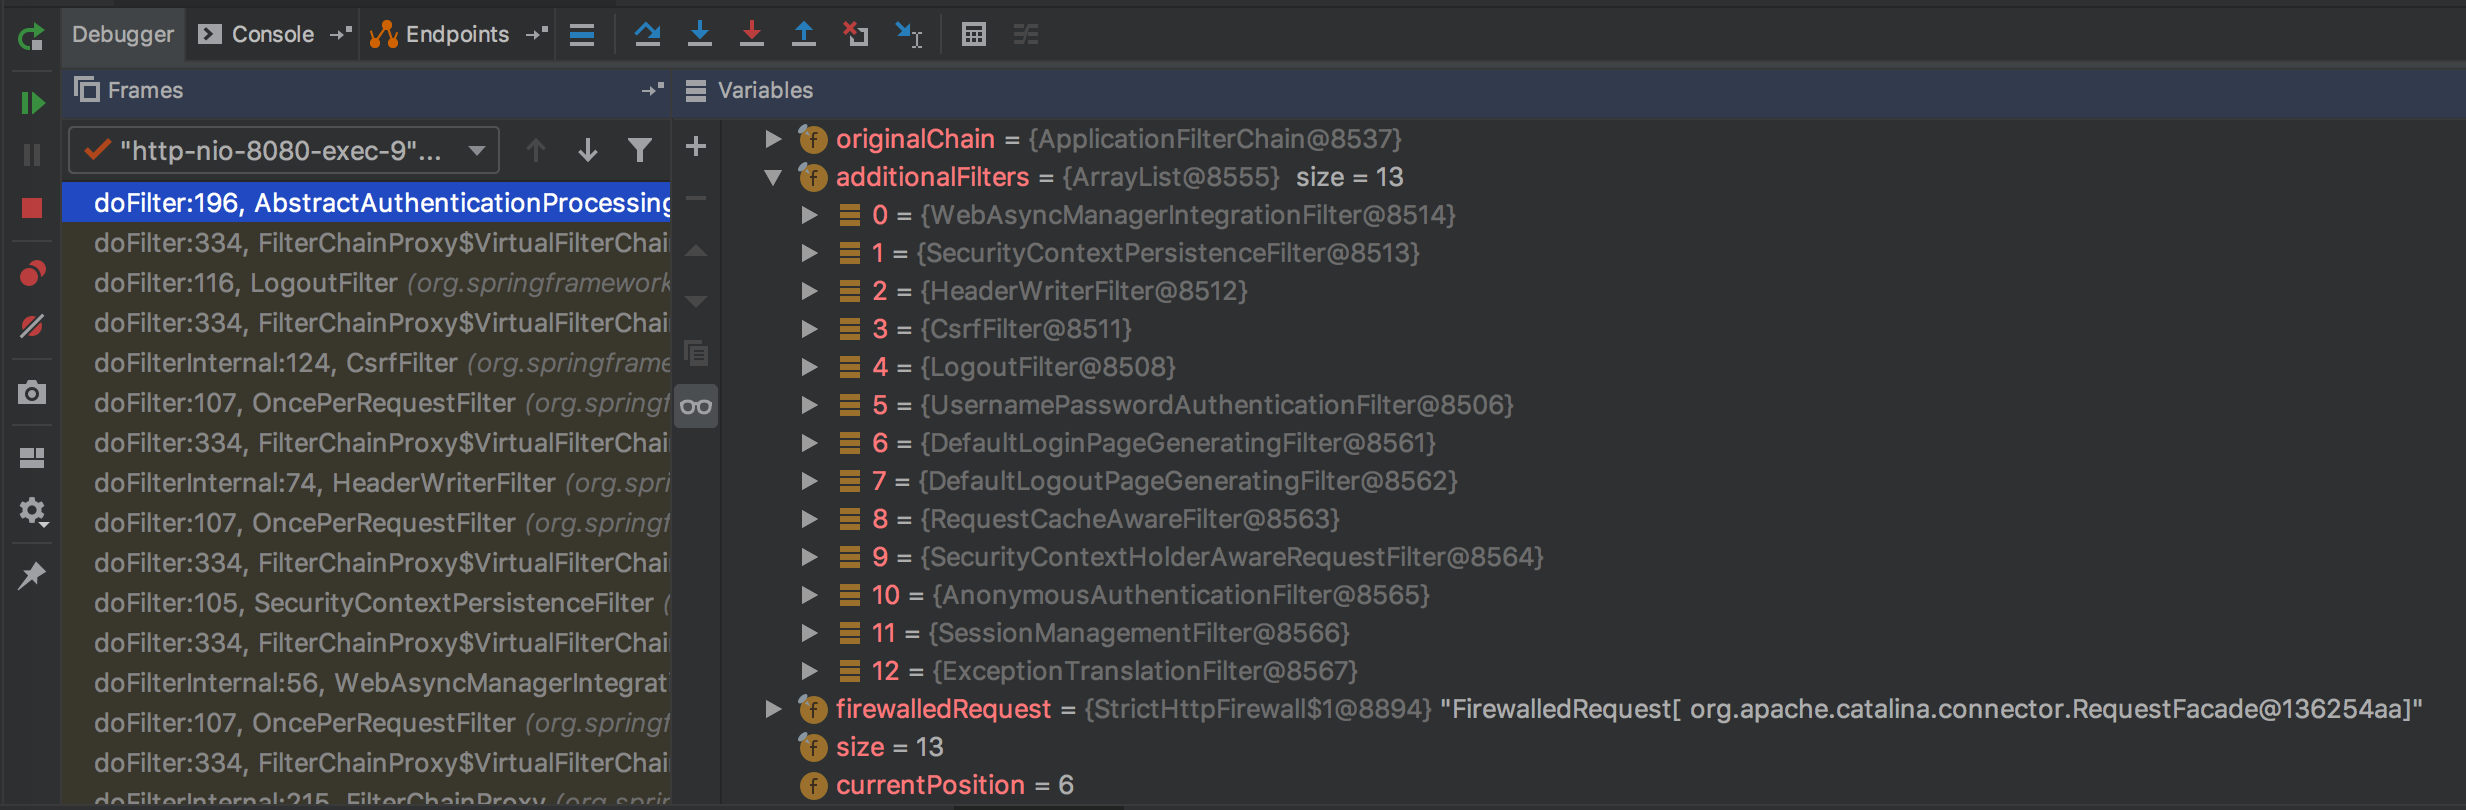 Debugger Console Endpoints
Frames
Variables
"http-nio-8080-exec-9"...
doFilter:196, AbstractAuthenticationProcessing
doFilter:334, FilterChainProxy$VirtualFilterChai
doFilter:116, LogoutFilter (org.springframework
doFilter:334, FilterChainProxy$VirtualFilterChai
doFilterInternal:124, CsrfFilter (org.springframe
doFilter:107, OncePerRequestFilter (org.springf
doFilter:334, FilterChainProxy$VirtualFilterChai
doFilterInternal:74, HeaderWriterFilter (org.spri
doFilter:107, OncePerRequestFilter (org.springf
doFilter:334, FilterChainProxy$VirtualFilterChai
doFilter:105, SecurityContextPersistenceFilter (
doFilter:334, FilterChainProxy$VirtualFilterChai
doFilterInternal:56, WebAsyncManagerIntegrat
doFilter:107, OncePerRequestFilter (org.springf
doFilter:334, FilterChainProxy$VirtualFilterChai
doFilterInternal:215, FilterChainProxy (org.spri
originalChain = {ApplicationFilterChain@8537}
additionalFilters = {ArrayList@8555} size = 13
0 = {WebAsyncManagerIntegrationFilter@8514}
1 = {SecurityContextPersistenceFilter@8513}
2 = {HeaderWriterFilter@8512}
3 = {CsrfFilter@8511}
4 = {LogoutFilter@8508}
5 = {UsernamePasswordAuthenticationFilter@8506}
6 = {DefaultLoginPageGeneratingFilter@8561}
7 = {DefaultLogoutPageGeneratingFilter@8562}
8 = {RequestCacheAwareFilter@8563}
9 = {SecurityContextHolderAwareRequestFilter@8564}
10 = {AnonymousAuthenticationFilter@8565}
11 = {SessionManagementFilter@8566}
12 = {ExceptionTranslationFilter@8567}
firewalledRequest = {StrictHttpFirewall$1@8894} "FirewalledRequest[ org.apache.catalina.connector.RequestFacade@136254aa]"
size = 13
currentPosition = 6